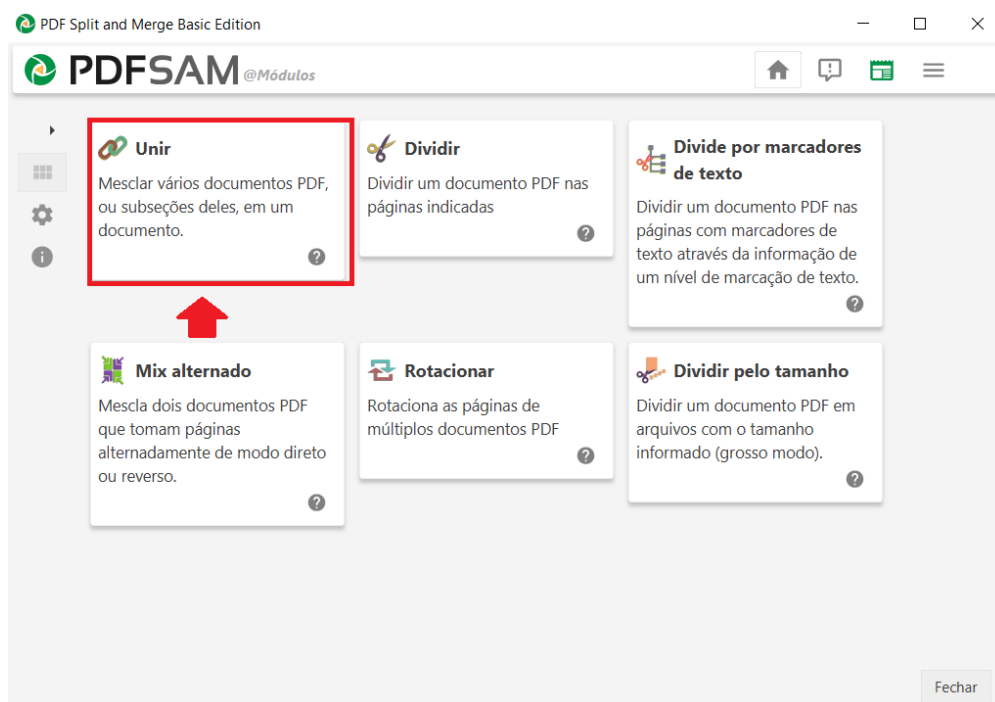 PDF Split and Merge Basic Edition
PDFSAM @Módulos
Unir
Mesclar vários documentos PDF,
ou subseções deles, em um
documento.
Dividir
Dividir um documento PDF nas
páginas indicadas
Divide por marcadores
de texto
Dividir um documento PDF nas
páginas com marcadores de
texto através da informação de
um nível de marcação de texto.
Mix alternado
Mescla dois documentos PDF
que tomam páginas
alternadamente de modo direto
ou reverso.
Rotacionar
Rotaciona as páginas de
múltiplos documentos PDF
Dividir pelo tamanho
Dividir um documento PDF em
arquivos com o tamanho
informado (grosso modo).
Fechar